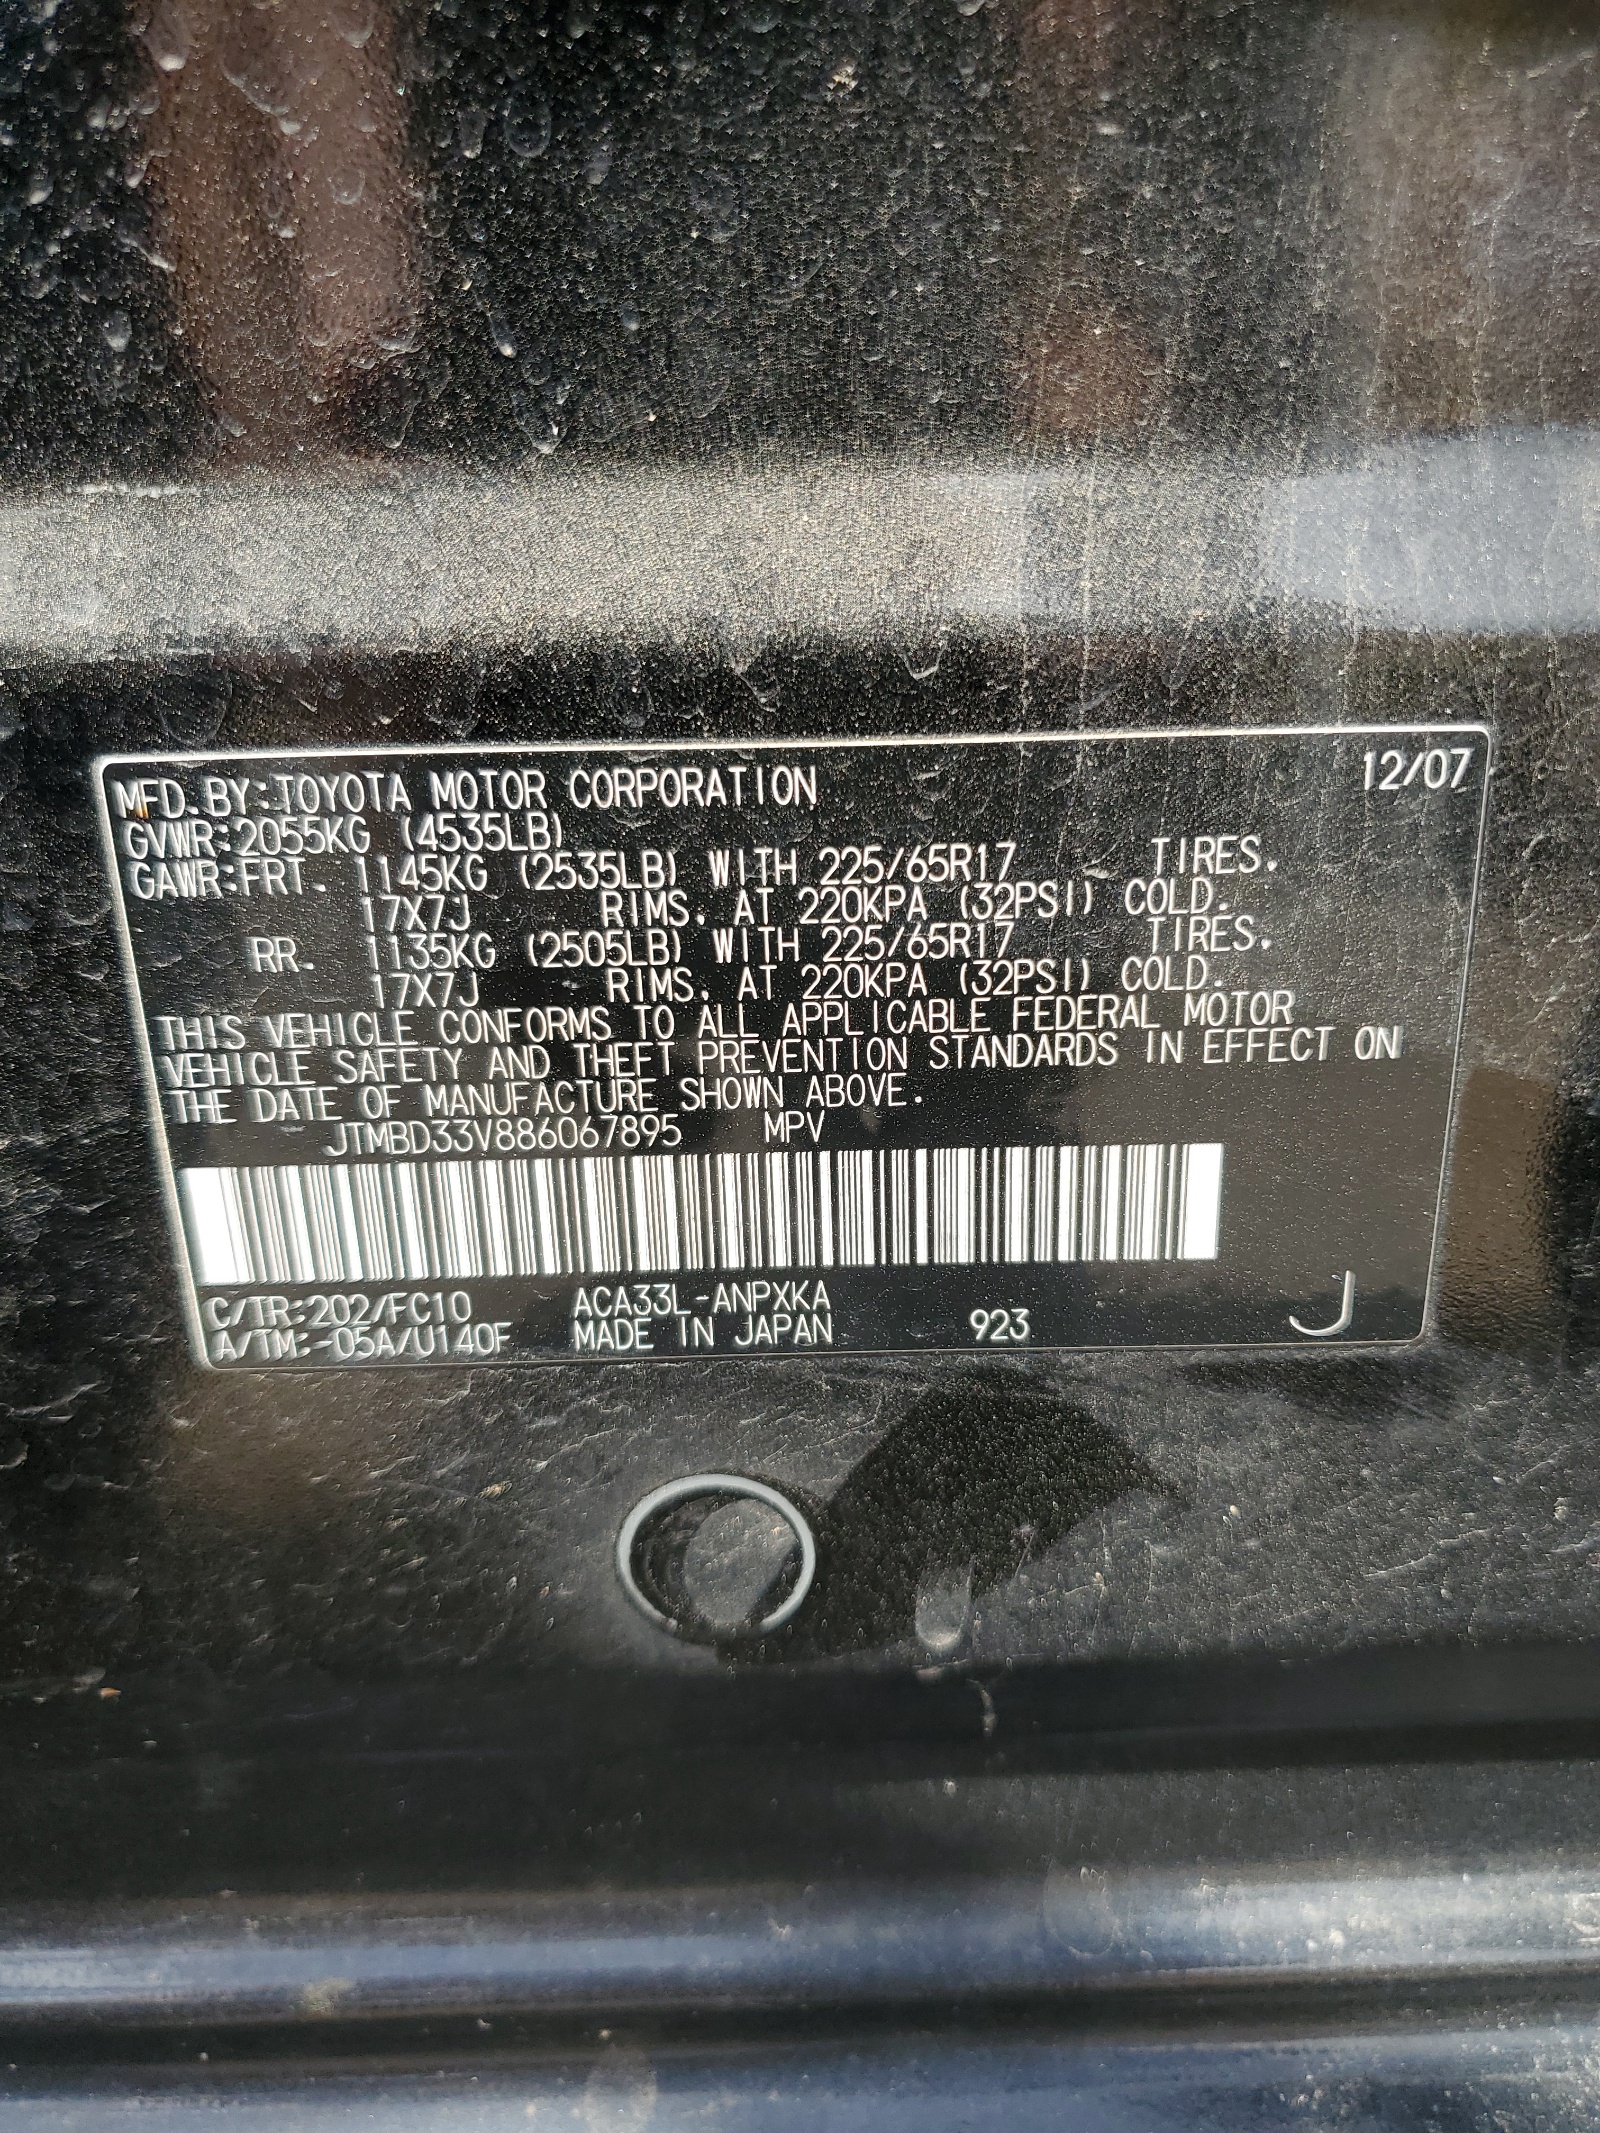 12/07
MFD.BY:TOYOTA MOTOR CORPORATION
GVWR:2055KG (4535LB)
GAWR:FRT. 1145KG (2535LB) WITH 225/65R17 TIRES.
17X7J RIMS. AT 220KPA (32PSI) COLD.
RR. 1135KG (2505LB) WITH 225/65R17 TIRES.
17X7J RIMS. AT 220KPA (32PSI) COLD.
THIS VEHICLE CONFORMS TO ALL APPLICABLE FEDERAL MOTOR
VEHICLE SAFETY AND THEFT PREVENTION STANDARDS IN EFFECT ON
THE DATE OF MANUFACTURE SHOWN ABOVE.
JTMBD33V886067895 MPV
C/TR:202/FC10 ACA33L-ANPXKA
A/TM:-05A/U140F MADE IN JAPAN 923 J